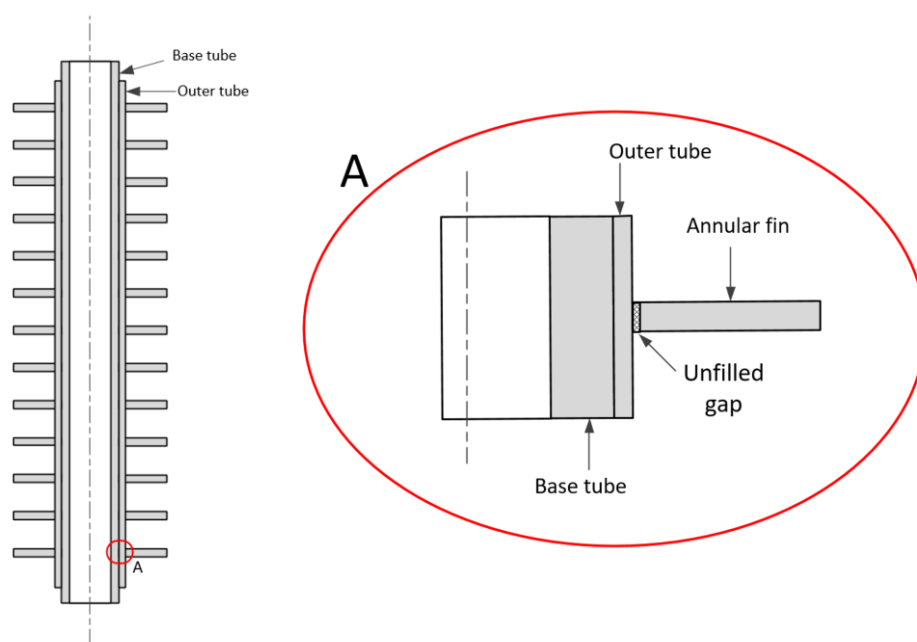 Base tube
Outer tube
A
A
Outer tube
Annular fin
Unfilled
gap
Base tube